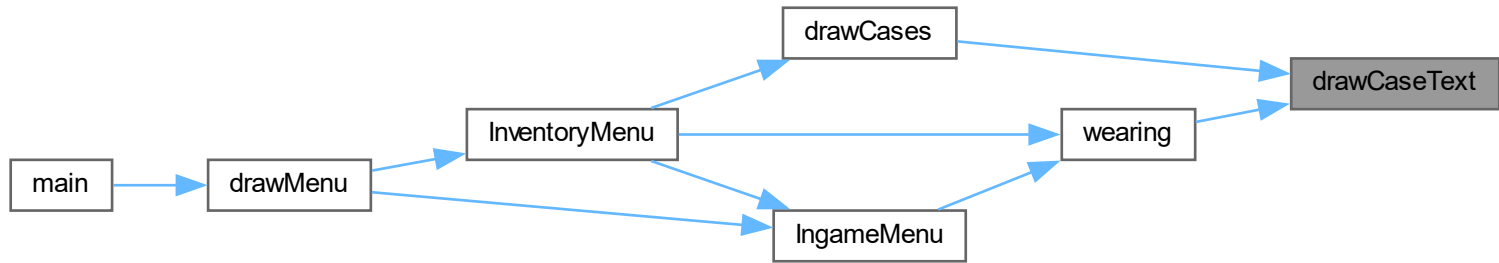 drawCases
drawCaseText
InventoryMenu
wearing
main
drawMenu
IngameMenu